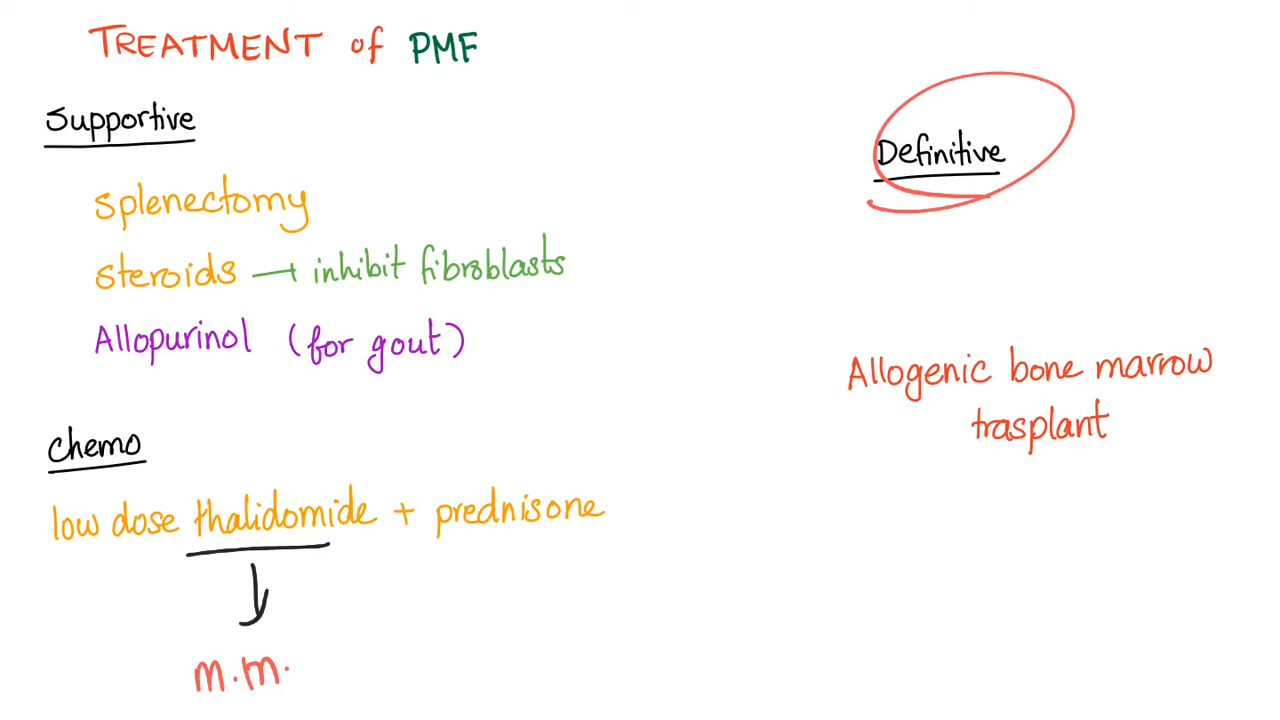 TREATMENT of PMF
Supportive
splenectomy
steroids → inhibit fibroblasts
Allopurinol (for gout)
chemo
low dose thalidomide + prednisone
m.m.
Definitive
Allogenic bone marrow
trasplant